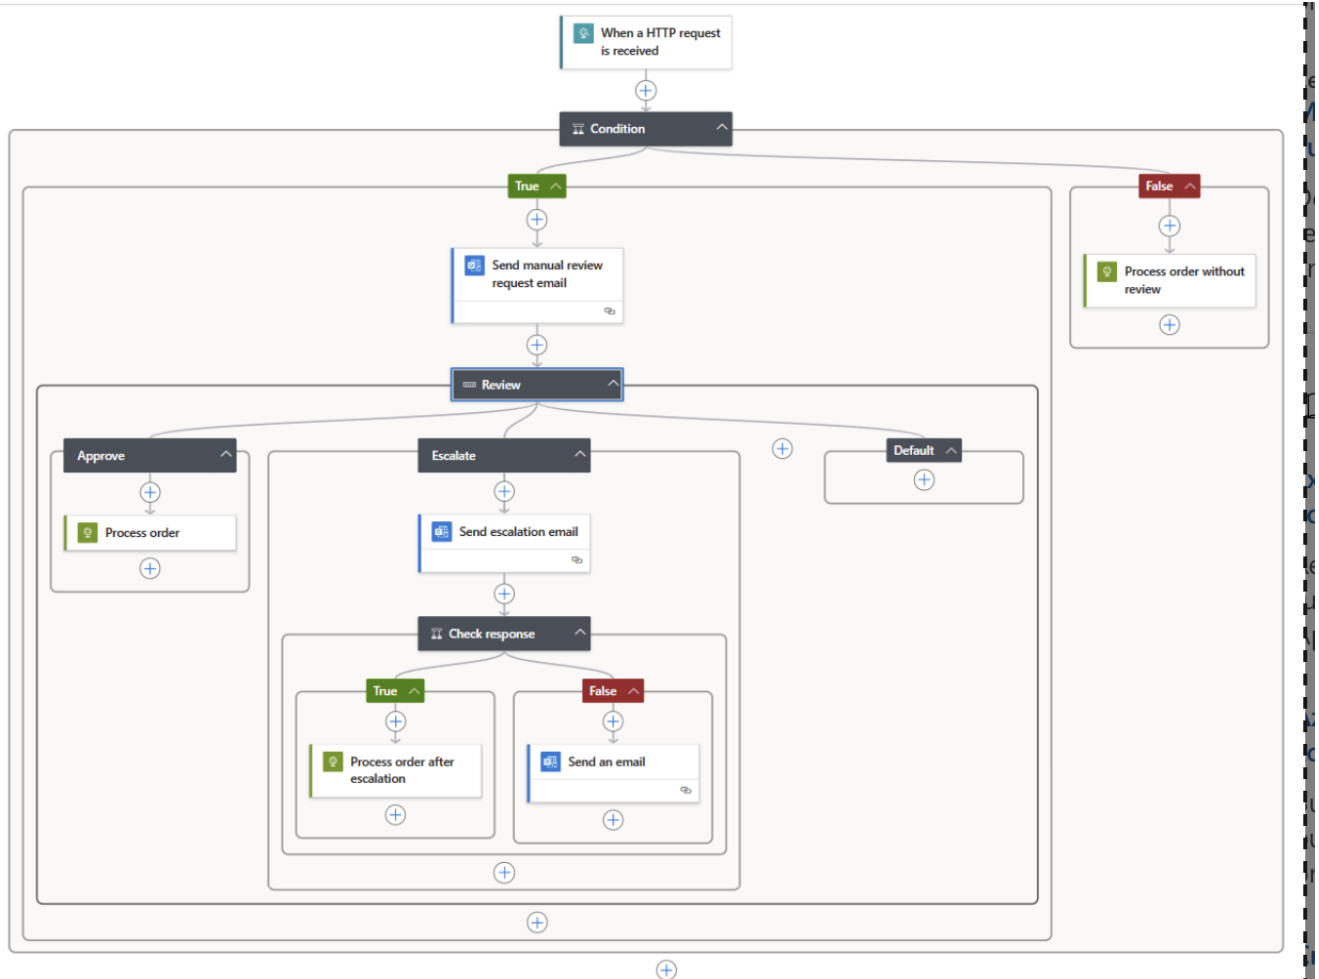 When a HTTP request
is received
Condition
True
False
Send manual review
request email
Process order without
review
Review
Approve
Escalate
Default
Process order
Send escalation email
Check response
True
False
Process order after
escalation
Send an email